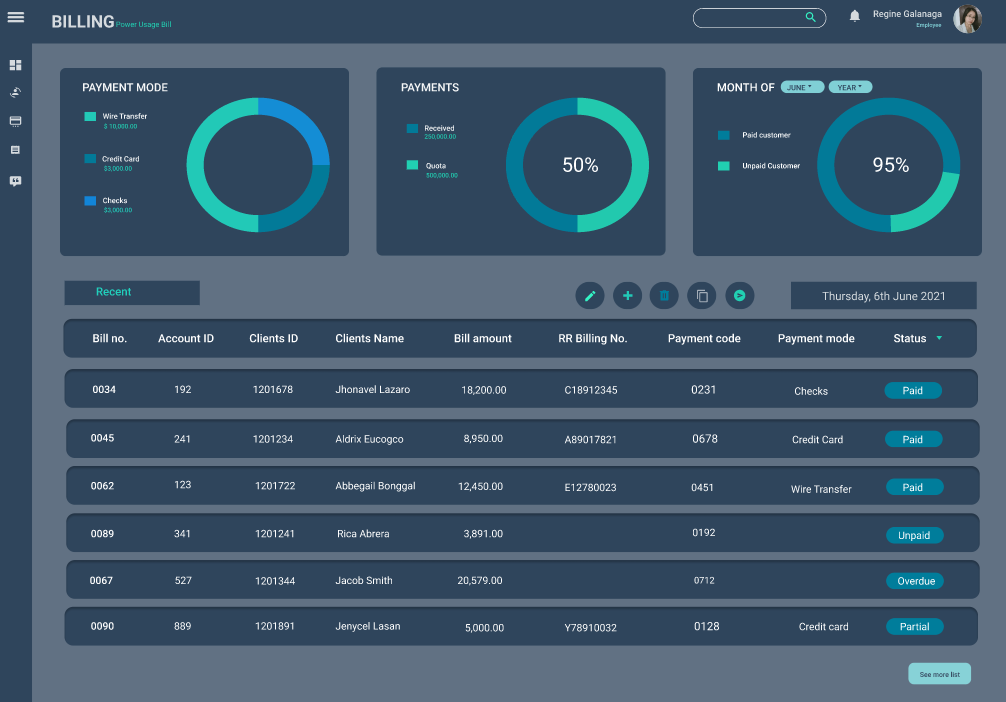 BILLING Power Usage Bill
Regine Galanaga
Employee
PAYMENT MODE
Wire Transfer
$ 10,000.00
Credit Card
$3,000.00
Checks
$3,000.00
PAYMENTS
Received
250,000.00
Quota
500,000.00
50%
MONTH OF JUNE YEAR
Paid customer
Unpaid Customer
95%
Recent
Thursday, 6th June 2021
Bill no. Account ID Clients ID Clients Name Bill amount RR Billing No. Payment code Payment mode Status
0034 192 1201678 Jhonavel Lazaro 18,200.00 C18912345 0231 Checks Paid
0045 241 1201234 Aldrix Eucogco 8,950.00 A89017821 0678 Credit Card Paid
0062 123 1201722 Abbegail Bonggal 12,450.00 E12780023 0451 Wire Transfer Paid
0089 341 1201241 Rica Abrera 3,891.00 0192 Unpaid
0067 527 1201344 Jacob Smith 20,579.00 0712 Overdue
0090 889 1201891 Jenycel Lasan 5,000.00 Y78910032 0128 Credit card Partial
See more list